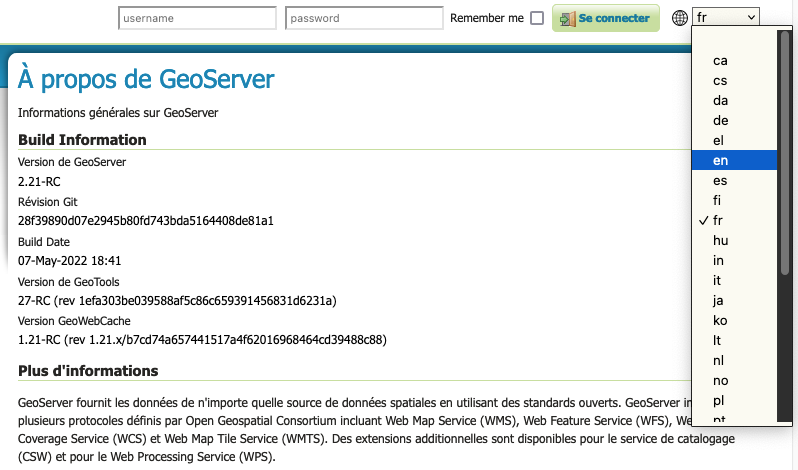 username password Remember me Se connecter fr
À propos de GeoServer
Informations générales sur GeoServer
Build Information
Version de GeoServer
2.21-RC
Révision Git
28f39890d07e2945b80fd743bda5164408de81a1
Build Date
07-May-2022 18:41
Version de GeoTools
27-RC (rev 1efa303be039588af5c86c659391456831d6231a)
Version GeoWebCache
1.21-RC (rev 1.21.x/b7cd74a657441517a4f62016968464cd39488c88)
Plus d'informations
GeoServer fournit les données de n'importe quelle source de données spatiales en utilisant des standards ouverts. GeoServer
plusieurs protocoles définis par Open Geospatial Consortium incluant Web Map Service (WMS), Web Feature Service (WFS),
Coverage Service (WCS) et Web Map Tile Service (WMTS). Des extensions additionnelles sont disponibles pour le service de catalogage
(CSW) et pour le Web Processing Service (WPS).
ca
cs
da
de
el
en
es
fi
✓ fr
hu
in
it
ja
ko
lt
nl
no
pl
pt